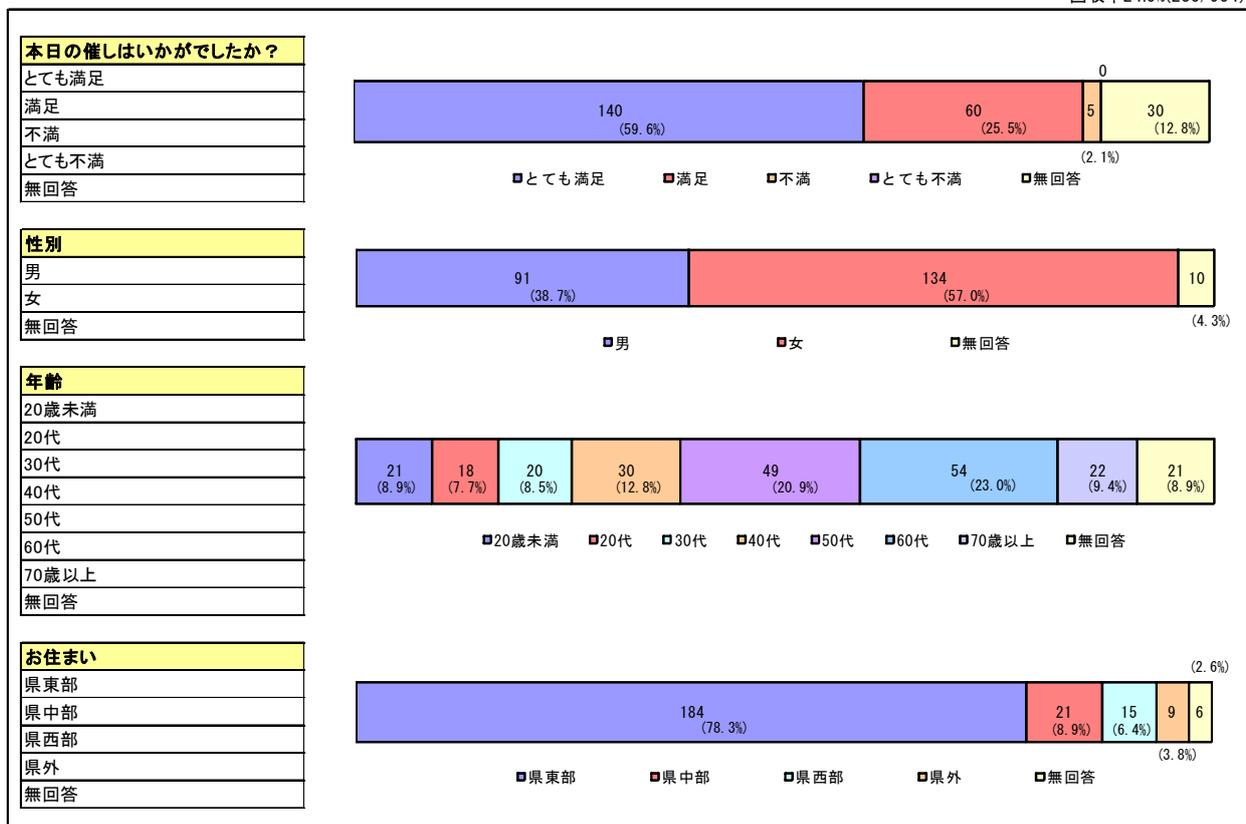 本日の催しはいかがでしたか？
とても満足
満足
不満
とても不満
無回答
0
140
60
5
30
(59.6%)
(25.5%)
(12.8%)
(2.1%)
とても満足 満足 不満 とても不満 無回答
性別
男
女
無回答
91
134
10
(38.7%)
(57.0%)
(4.3%)
男 女 無回答
年齢
20歳未満
20代
30代
40代
50代
60代
70歳以上
無回答
21 18 20 30 49 54 22 21
(8.9%) (7.7%) (8.5%) (12.8%) (20.9%) (23.0%) (9.4%) (8.9%)
20歳未満 20代 30代 40代 50代 60代 70歳以上 無回答
お住まい
県東部
県中部
県西部
県外
無回答
(2.6%)
184 21 15 9 6
(78.3%) (8.9%) (6.4%)
(3.8%)
県東部 県中部 県西部 県外 無回答